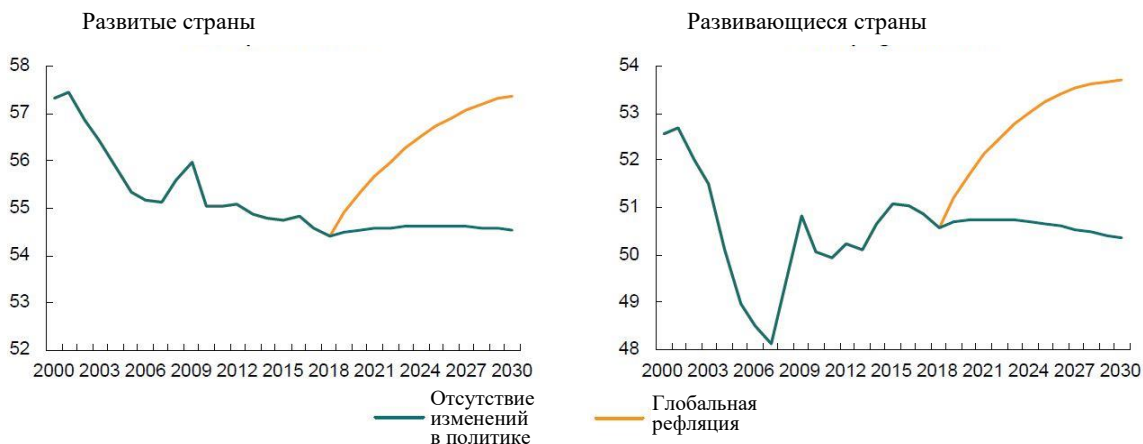 Развитые страны
Развивающиеся страны
58
57
56
55
54
53
52
2000 2003 2006 2009 2012 2015 2018 2021 2024 2027 2030
54
53
52
51
50
49
48
2000 2003 2006 2009 2012 2015 2018 2021 2024 2027 2030
Отсутствие
изменений
в политике
Глобальная
рефляция